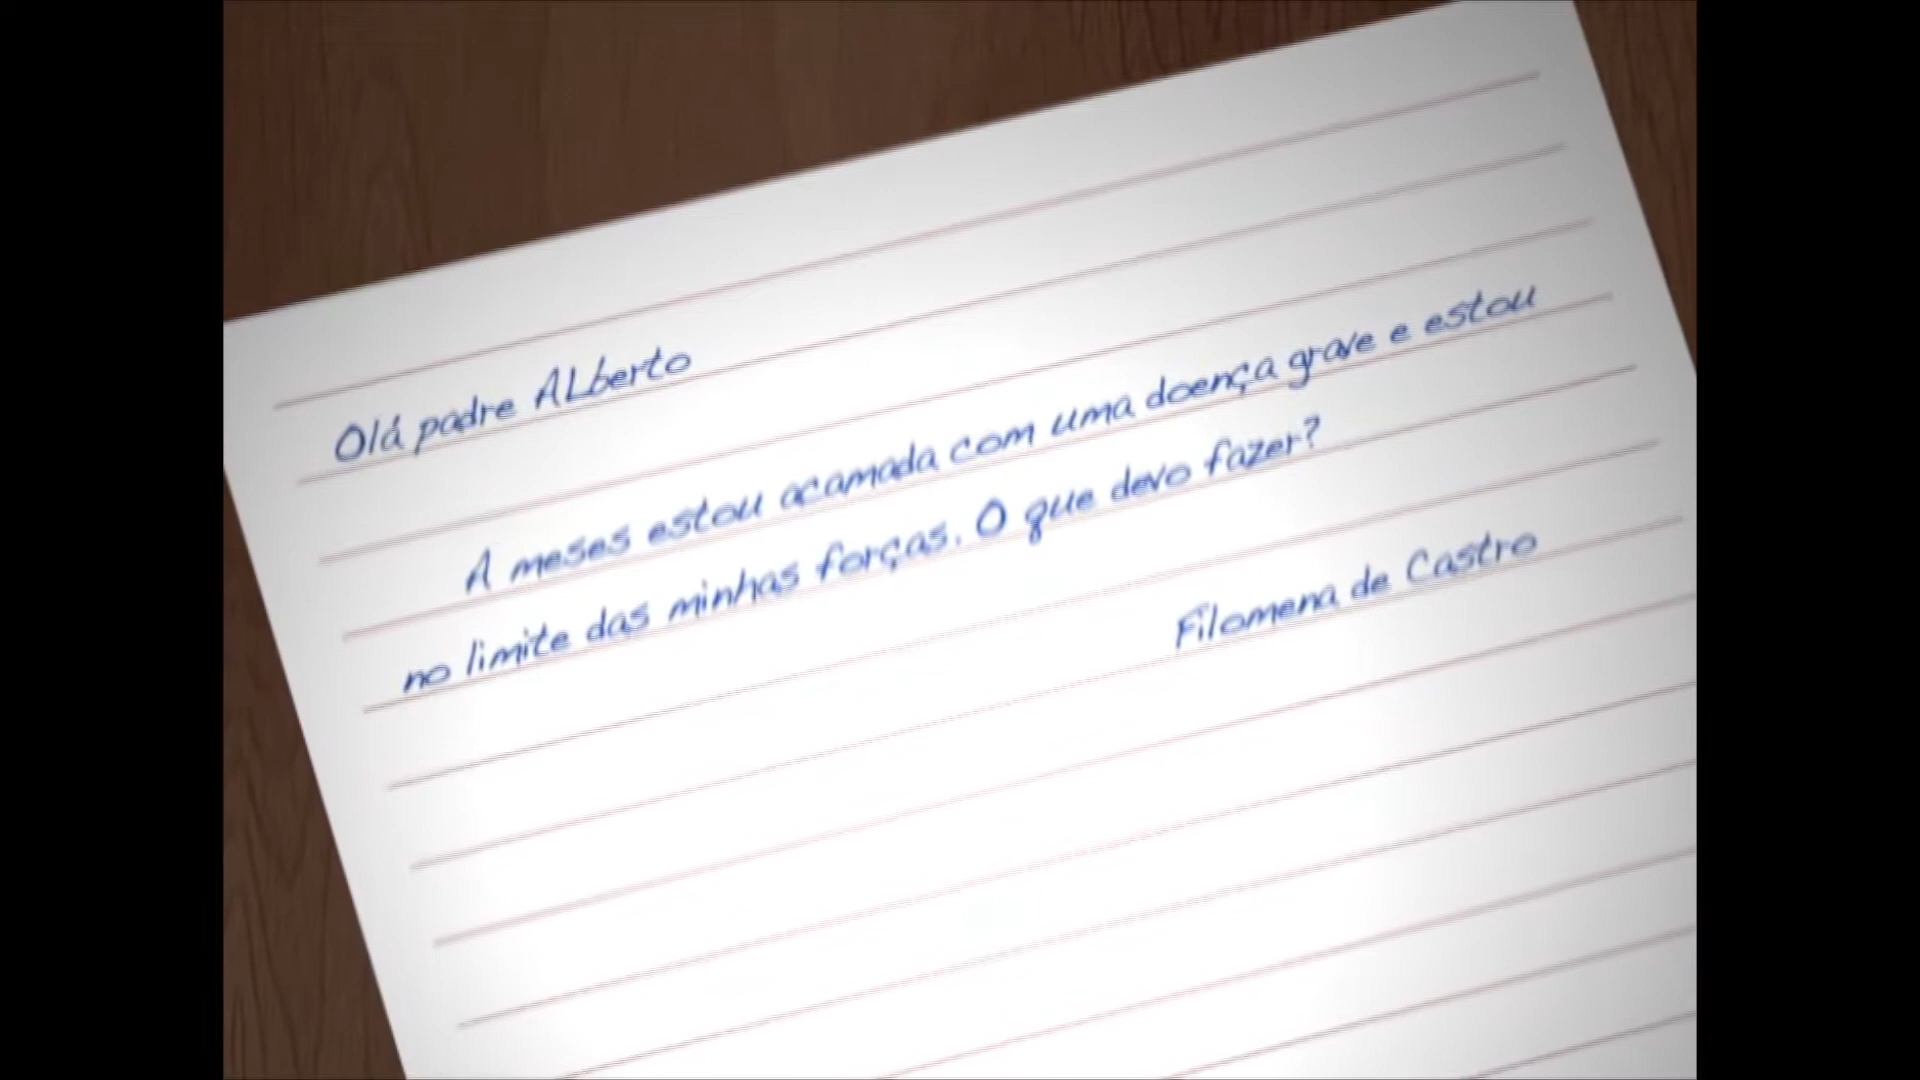 Olá padre ALberto
A meses estou acamada com uma doença grave e estou
no limite das minhas forças. O que devo fazer?
Filomena de Castro